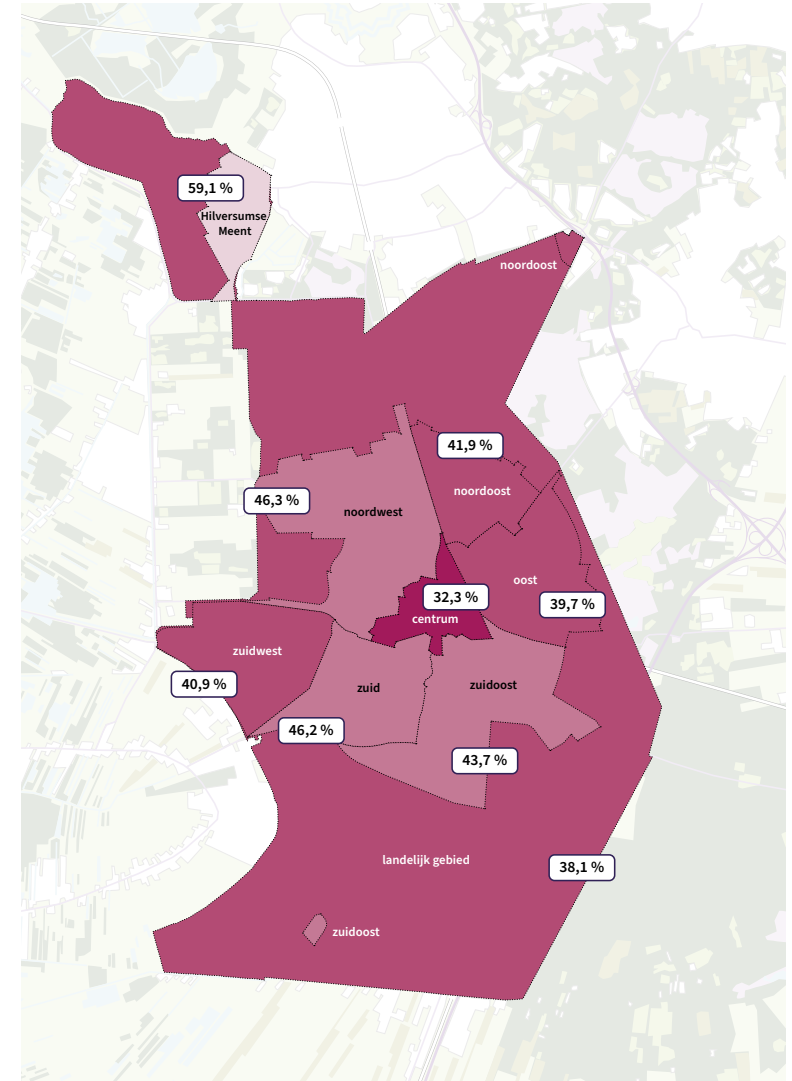 59,1 %
Hilversumse
Meent
noordoost
41,9 %
noordoost
46,3 %
noordwest
oost
32,3 %
39,7 %
centrum
zuidwest
40,9 %
zuid
zuidoost
46,2 %
43,7 %
landelijk gebied
38,1 %
zuidoost